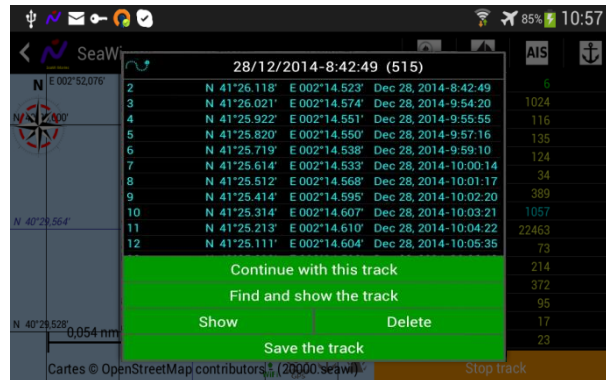 85% 10:57
SeaWi
AIS
N E 002°52,076'
28/12/2014-8:42:49 (515)
2 N 41°26.118' E 002°14.523' Dec 28, 2014-8:42:49
3 N 41°26.021' E 002°14.574' Dec 28, 2014-9:54:20
4 N 41°25.922' E 002°14.551' Dec 28, 2014-9:55:55
5 N 41°25.820' E 002°14.550' Dec 28, 2014-9:57:16
6 N 41°25.719' E 002°14.538' Dec 28, 2014-9:59:10
7 N 41°25.614' E 002°14.533' Dec 28, 2014-10:00:14
8 N 41°25.512' E 002°14.568' Dec 28, 2014-10:01:17
9 N 41°25.414' E 002°14.595' Dec 28, 2014-10:02:20
10 N 41°25.314' E 002°14.607' Dec 28, 2014-10:03:21
11 N 41°25.213' E 002°14.610' Dec 28, 2014-10:04:22
12 N 41°25.111' E 002°14.604' Dec 28, 2014-10:05:35
6
1024
116
135
124
34
389
1057
22463
73
214
372
95
17
23
N 40°29,564'
N 40°29,528'
0,054 nm
Continue with this track
Find and show the track
Show Delete
Save the track
Cartes © OpenStreetMap contributors (20000.seawi)
Stop track